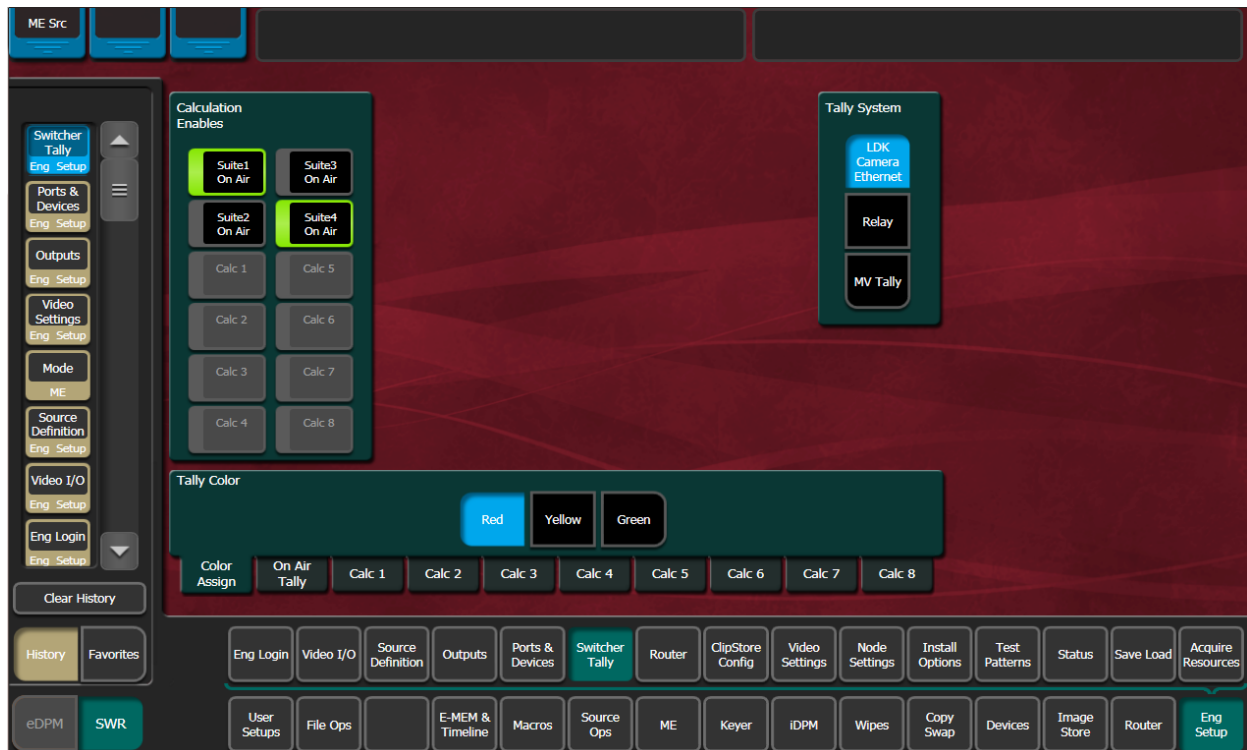 ME Src
Calculation
Enables
Suite1
On Air
Suite3
On Air
Suite2
On Air
Suite4
On Air
Calc 1
Calc 5
Calc 2
Calc 6
Calc 3
Calc 7
Calc 4
Calc 8
Tally System
LDK
Camera
Ethernet
Relay
MV Tally
Switcher
Tally
Eng Setup
Ports &
Devices
Eng Setup
Outputs
Eng Setup
Video
Settings
Eng Setup
Mode
ME
Source
Definition
Eng Setup
Video I/O
Eng Setup
Eng Login
Eng Setup
Clear History
History
Favorites
Tally Color
Red
Yellow
Green
Color
Assign
On Air
Tally
Calc 1
Calc 2
Calc 3
Calc 4
Calc 5
Calc 6
Calc 7
Calc 8
Eng Login
Video I/O
Source
Definition
Outputs
Ports &
Devices
Switcher
Tally
Router
ClipStore
Config
Video
Settings
Node
Settings
Install
Options
Test
Patterns
Status
Save Load
Acquire
Resources
eDPM
SWR
User
Setups
File Ops
E-MEM &
Timeline
Macros
Source
Ops
ME
Keyer
iDPM
Wipes
Copy
Swap
Devices
Image
Store
Router
Eng
Setup